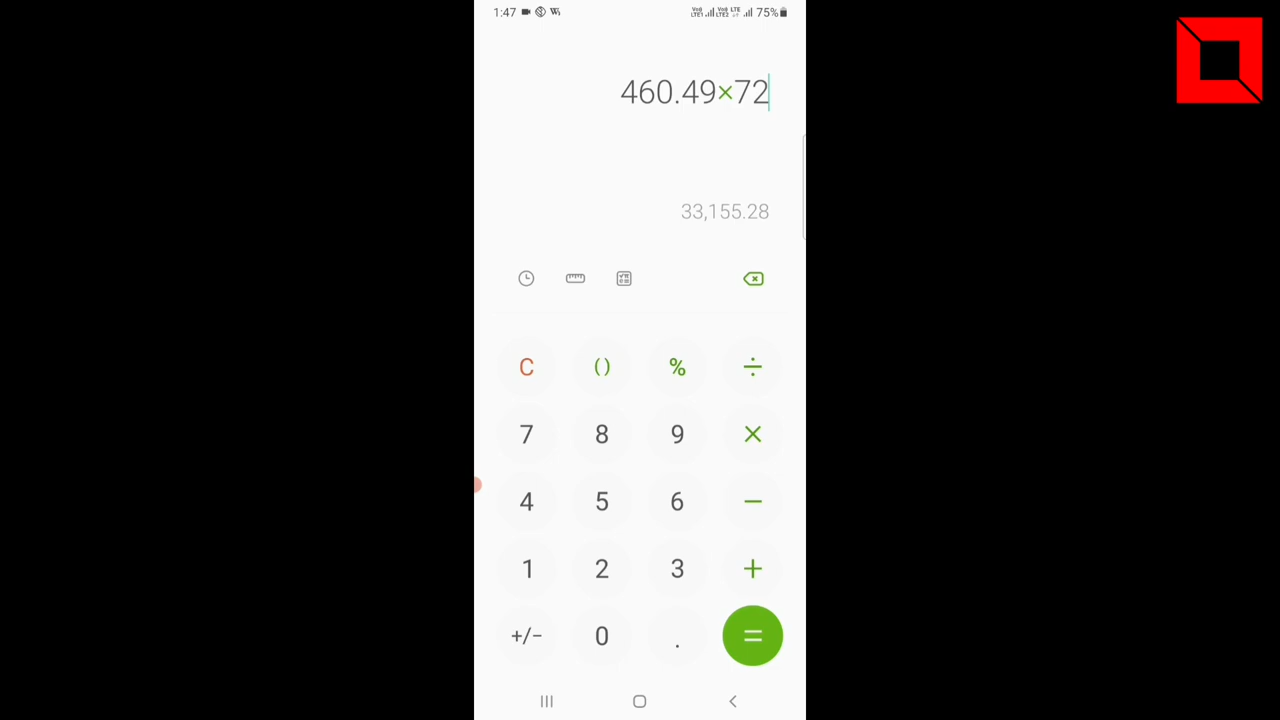 1:47 75%
460.49×72
33,155.28
C () % ÷
7 8 9 ×
4 5 6 −
1 2 3 +
+/− 0 . =